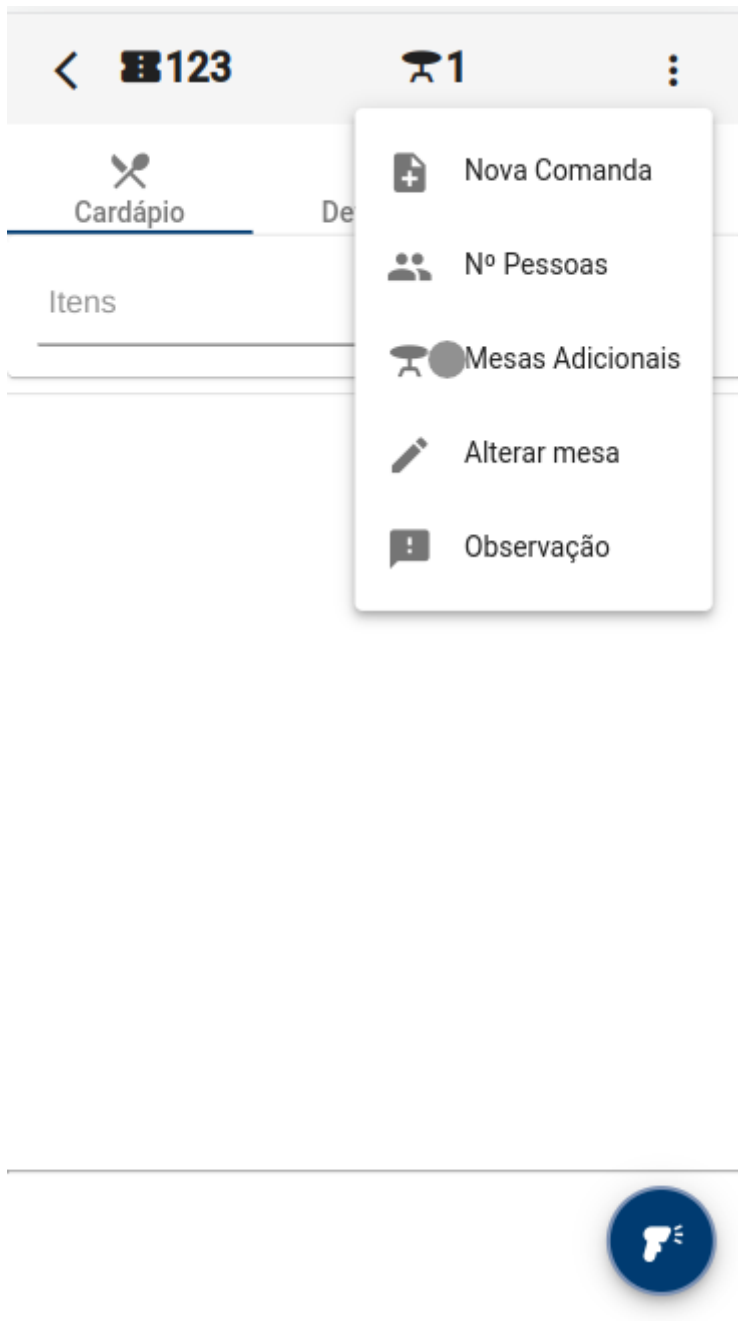 123 1
Nova Comanda
Cardápio De
Nº Pessoas
Itens
Mesas Adicionais
Alterar mesa
Observação